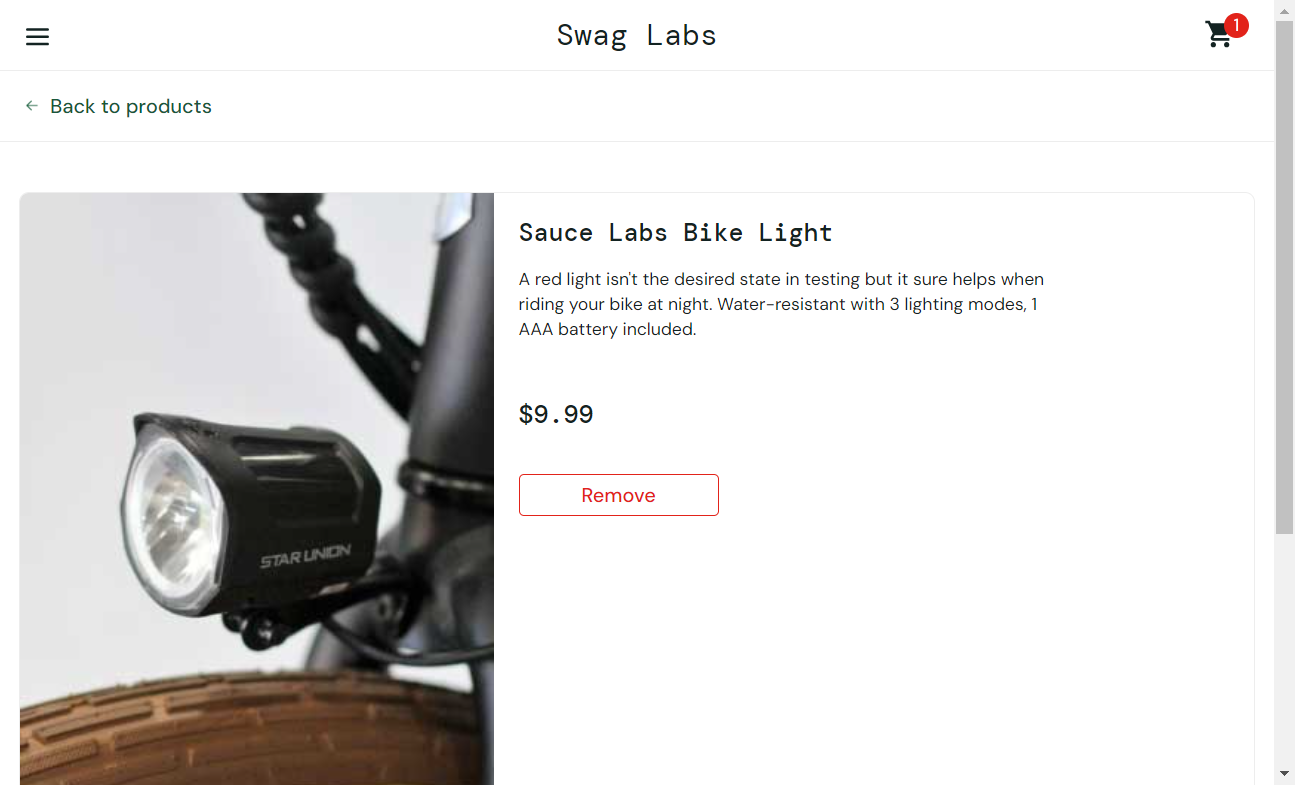 Swag Labs
1
Back to products
Sauce Labs Bike Light
A red light isn't the desired state in testing but it sure helps when
riding your bike at night. Water-resistant with 3 lighting modes, 1
AAA battery included.
$9.99
Remove
STAR UNION